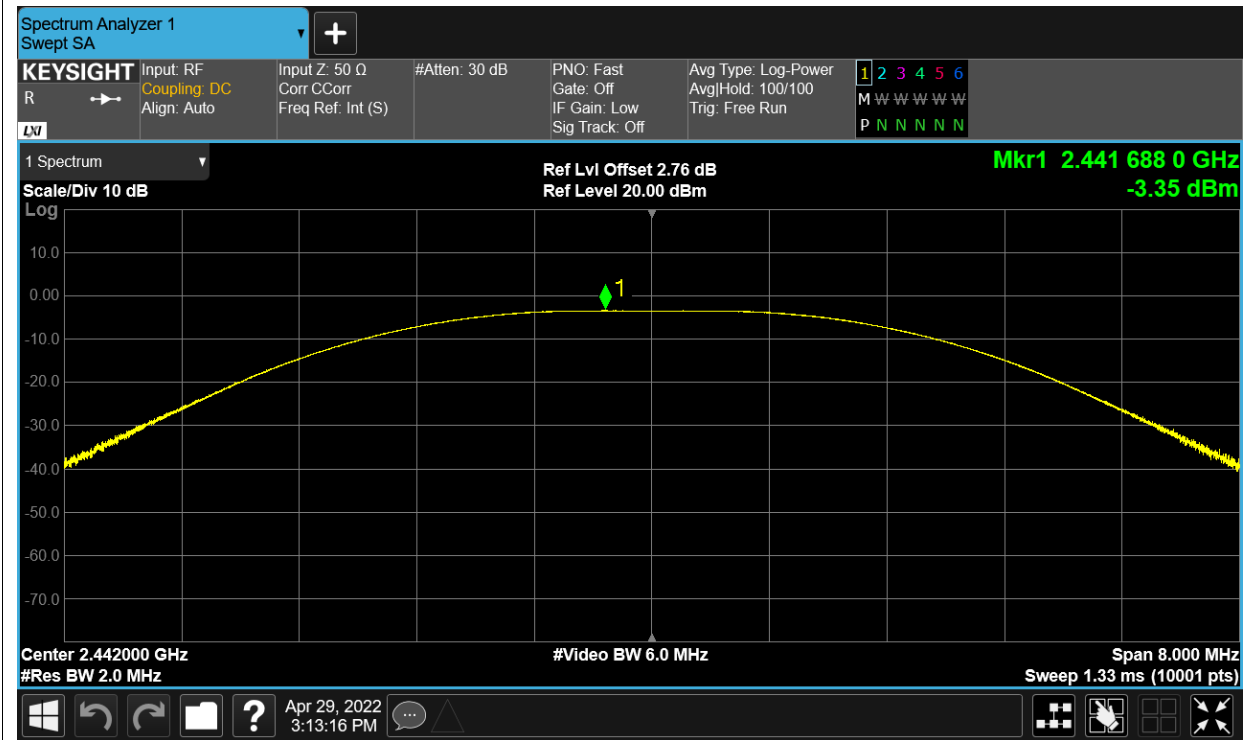 Spectrum Analyzer 1
Swept SA
▼
+
KEYSIGHT
R
LXI
Input: RF
Coupling: DC
Align: Auto
Input Z: 50 Ω
Corr CCorr
Freq Ref: Int (S)
#Atten: 30 dB
PNO: Fast
Gate: Off
IF Gain: Low
Sig Track: Off
Avg Type: Log-Power
Avg|Hold: 100/100
Trig: Free Run
1 2 3 4 5 6
M W W W W W
P N N N N N
1 Spectrum ▼
Scale/Div 10 dB
Log
Ref Lvl Offset 2.76 dB
Ref Level 20.00 dBm
Mkr1 2.441 688 0 GHz
-3.35 dBm
10.0
0.00
-10.0
-20.0
-30.0
-40.0
-50.0
-60.0
-70.0
1
Center 2.442000 GHz
#Res BW 2.0 MHz
#Video BW 6.0 MHz
Span 8.000 MHz
Sweep 1.33 ms (10001 pts)
?
Apr 29, 2022
3:13:16 PM